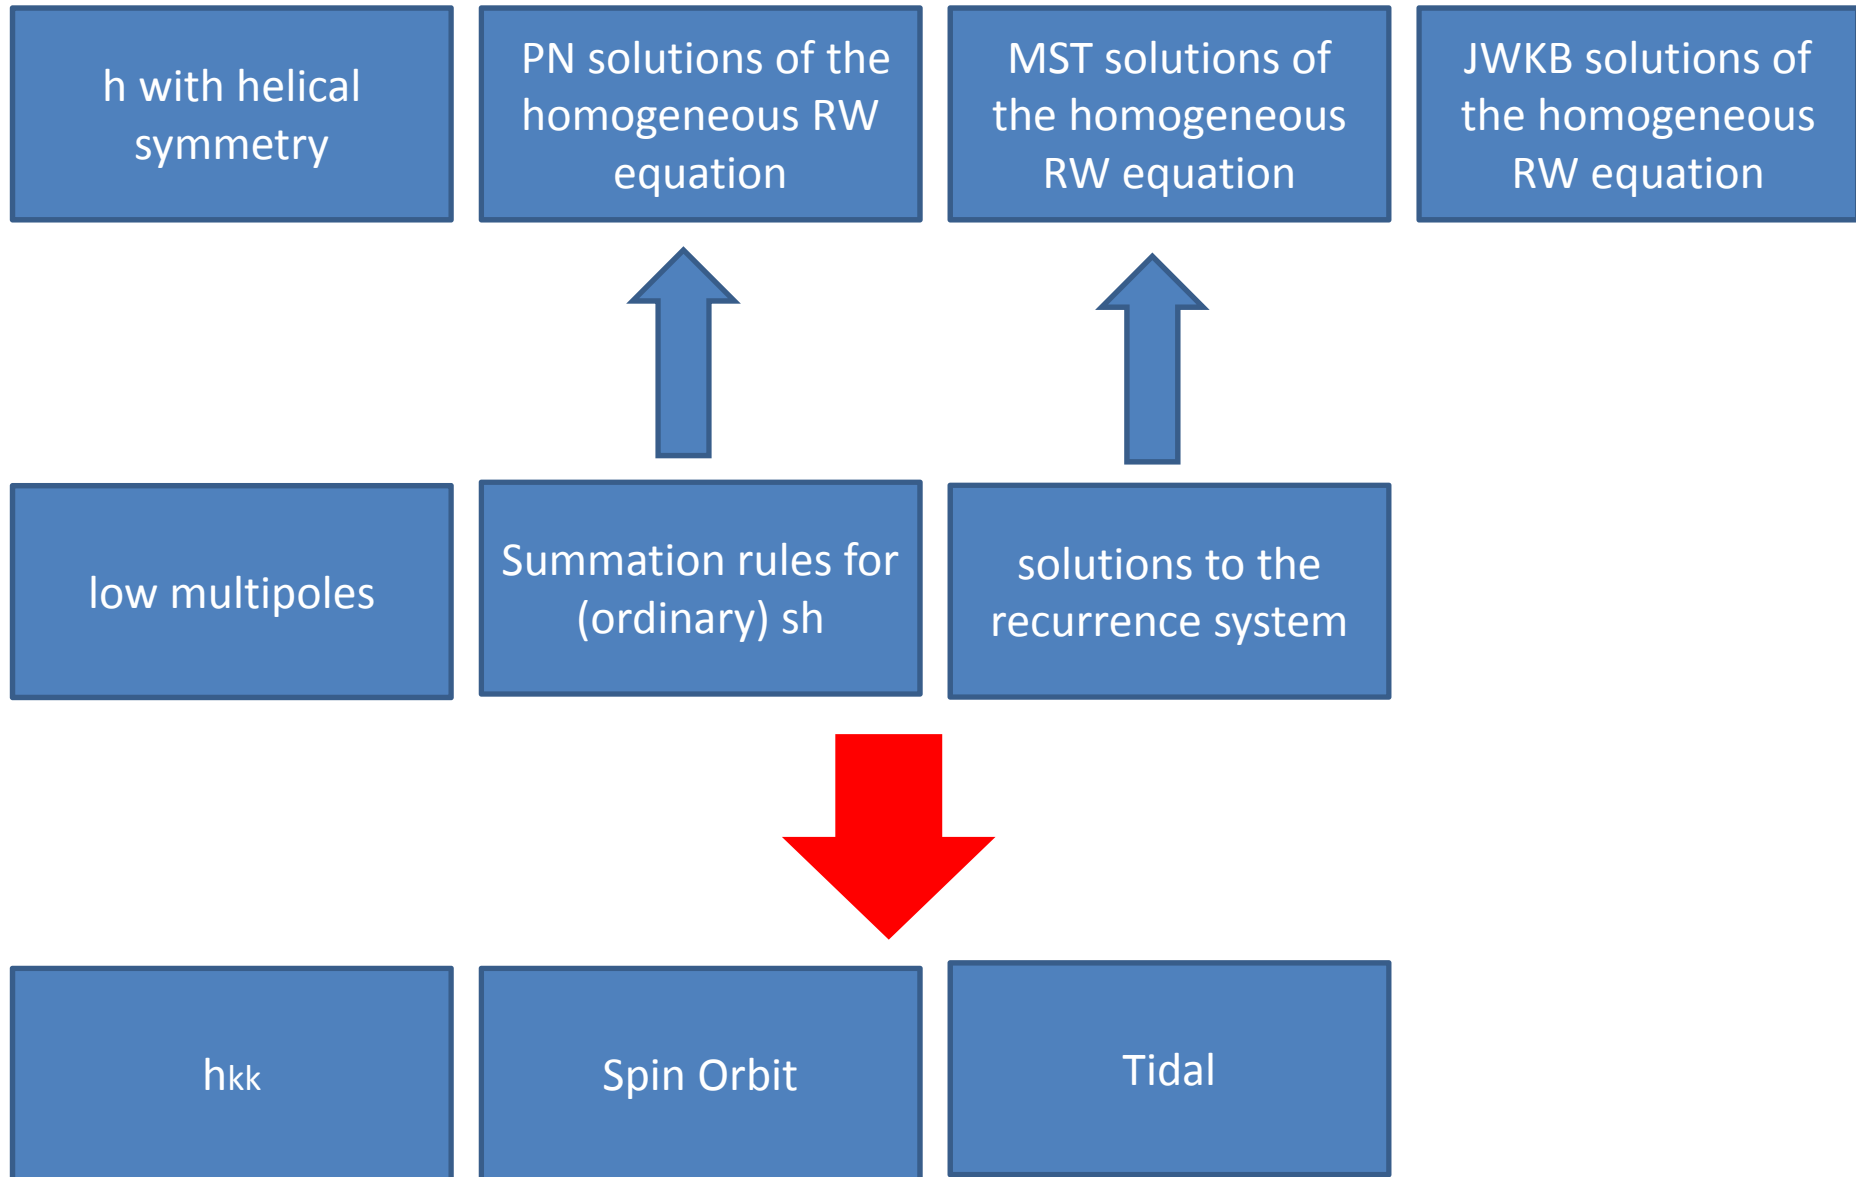 h with helical
symmetry
PN solutions of the
homogeneous RW
equation
MST solutions of
the homogeneous
RW equation
JWKB solutions of
the homogeneous
RW equation
low multipoles
Summation rules for
(ordinary) sh
solutions to the
recurrence system
hkk
Spin Orbit
Tidal